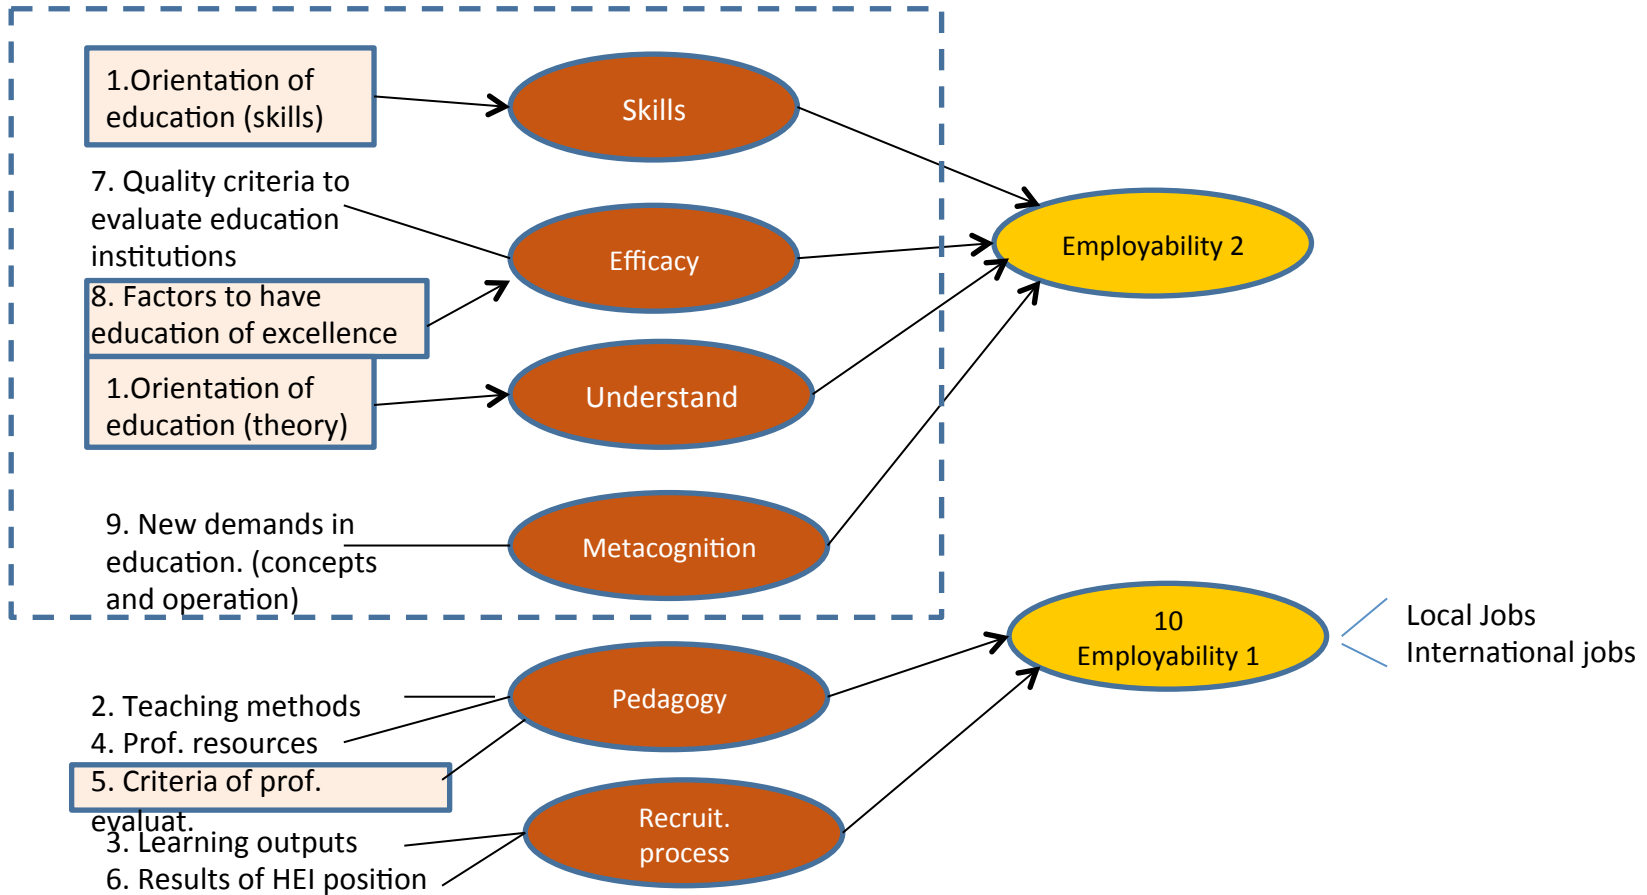 1.Orientation of
education (skills)
Skills
7. Quality criteria to
evaluate education
institutions
Efficacy
Employability 2
8. Factors to have
education of excellence
1.Orientation of
education (theory)
Understand
9. New demands in
education. (concepts
and operation)
Metacognition
10
Employability 1
Local Jobs
International jobs
2. Teaching methods
4. Prof. resources
5. Criteria of prof.
evaluat.
Pedagogy
3. Learning outputs
6. Results of HEI position
Recruit.
process